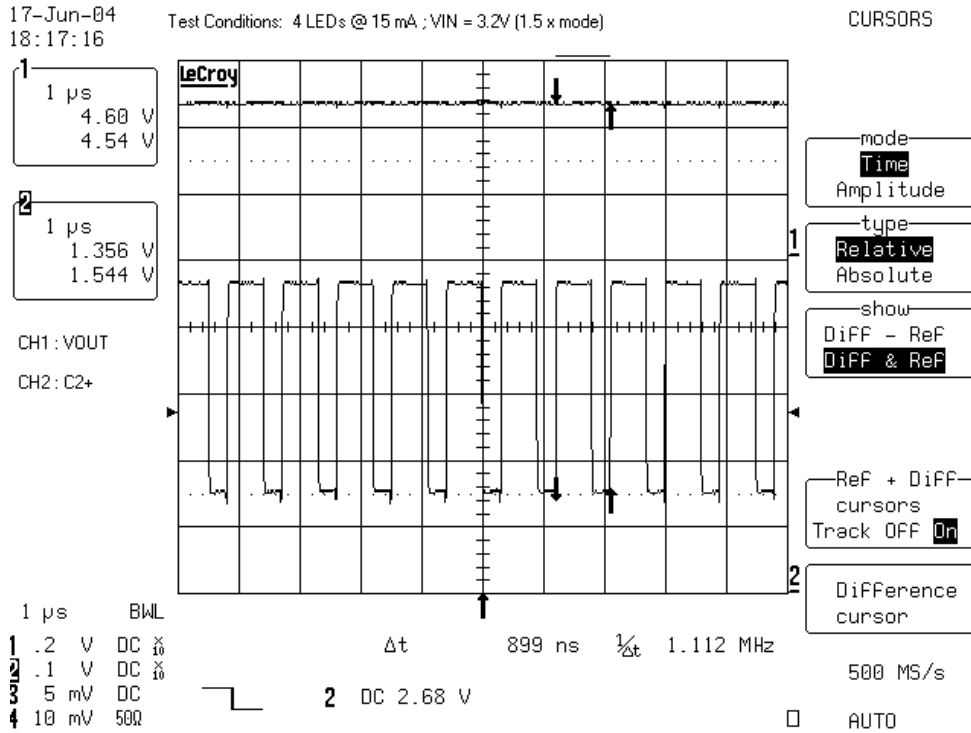 17-Jun-04
18:17:16
Test Conditions: 4 LEDs @ 15 mA ; VIN = 3.2V (1.5 x mode)
CURSORS
LeCroy
1
1 µs
4.60 V
4.54 V
2
1 µs
1.356 V
1.544 V
CH1 : VOUT
CH2 : C2+
mode
Time
Amplitude
1
type
Relative
Absolute
show
Diff - Ref
Diff & Ref
Ref + Diff
cursors
Track OFF On
2
Difference
cursor
1 µs BWL
1 .2 V DC X10
2 .1 V DC X10
3 5 mV DC
4 10 mV 50Ω
Δt 899 ns 1/Δt 1.112 MHz
2 DC 2.68 V
500 MS/s
AUTO